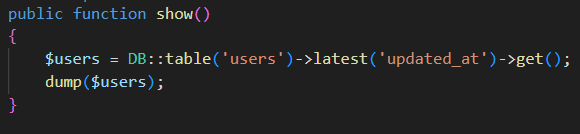 public function show()
{
    $users = DB::table('users')->latest('updated_at')->get();
    dump($users);
}